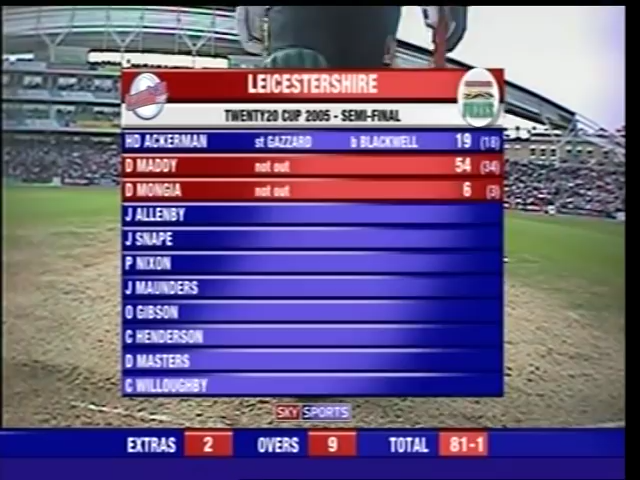 LEICESTERSHIRE
TWENTY20 CUP 2005 - SEMI-FINAL
HD ACKERMAN st GAZZARD b BLACKWELL 19 (18)
D MADDY not out 54 (34)
D MONGIA not out 6 (3)
J ALLENBY
J SNAPE
P NIXON
J MAUNDERS
O GIBSON
C HENDERSON
D MASTERS
C WILLOUGHBY
SKY SPORTS
EXTRAS 2 OVERS 9 TOTAL 81-1